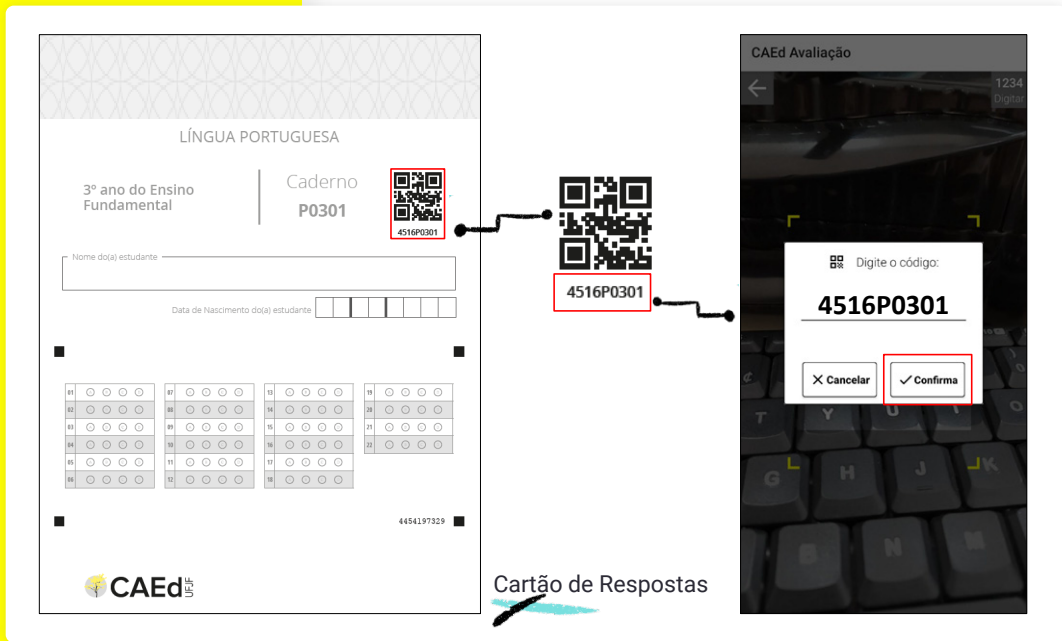 LÍNGUA PORTUGUESA
3º ano do Ensino
Fundamental
Caderno
P0301
4516P0301
Nome do(a) estudante
Data de Nascimento do(a) estudante
01 07 13 19
02 08 14 20
03 09 15 21
04 10 16 22
05 11 17
06 12 18
4454197329
CAEd UFJF
4516P0301
Cartão de Respostas
CAEd Avaliação
1234
Digitar
Digite o código:
4516P0301
Cancelar
Confirma
T Y U I O
G H J K
B N M